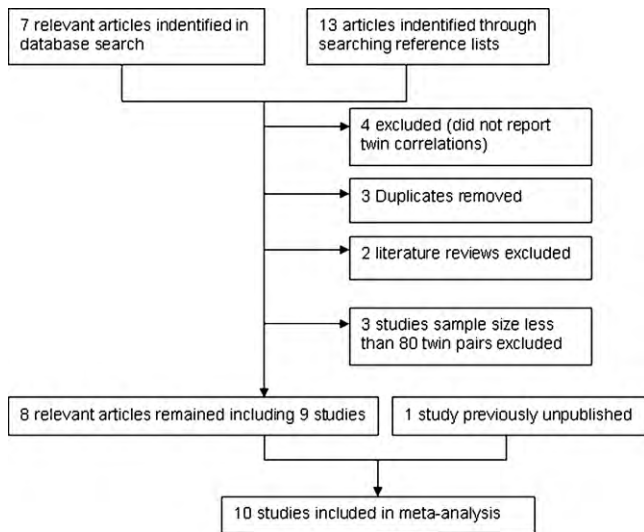 7 relevant articles indentified in
database search
13 articles indentified through
searching reference lists
4 excluded (did not report
twin correlations)
3 Duplicates removed
2 literature reviews excluded
3 studies sample size less
than 80 twin pairs excluded
8 relevant articles remained including 9 studies
1 study previously unpublished
10 studies included in meta-analysis